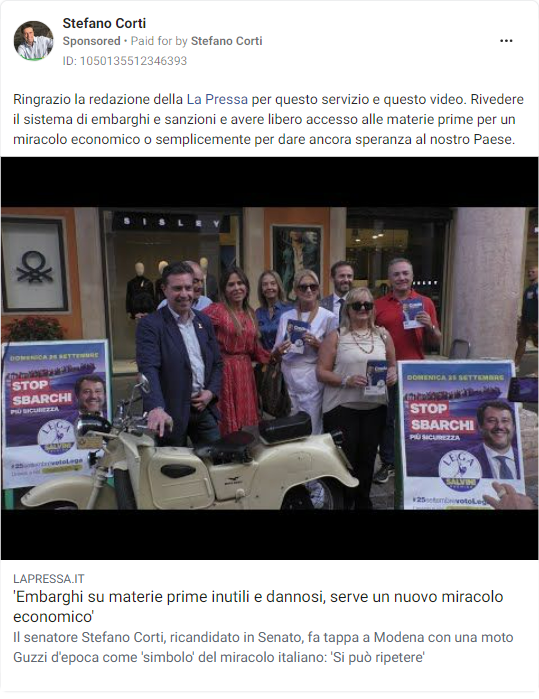 Stefano Corti
Sponsored • Paid for by Stefano Corti
ID: 1050135512346393
Ringrazio la redazione della La Pressa per questo servizio e questo video. Rivedere
il sistema di embarghi e sanzioni e avere libero accesso alle materie prime per un
miracolo economico o semplicemente per dare ancora speranza al nostro Paese.
SISLEY
DOMENICA 25 SETTEMBRE
STOP
SBARCHI
PIÙ SICUREZZA
LEGA
SALVINI
#25settembrevotoLega
DOMENICA 25 SETTEMBRE
STOP
SBARCHI
PIÙ SICUREZZA
LEGA
SALVINI
#25settembrevotoLega
LAPRESSA.IT
'Embarghi su materie prime inutili e dannosi, serve un nuovo miracolo
economico'
Il senatore Stefano Corti, ricandidato in Senato, fa tappa a Modena con una moto
Guzzi d'epoca come 'simbolo' del miracolo italiano: 'Si può ripetere'